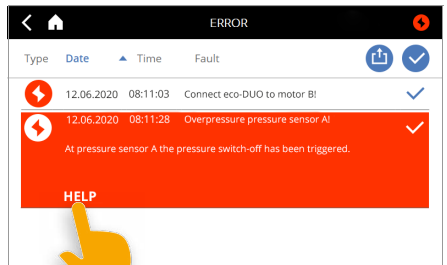 ERROR
Type Date Time Fault
12.06.2020 08:11:03 Connect eco-DUO to motor B!
12.06.2020 08:11:28 Overpressure pressure sensor A!
At pressure sensor A the pressure switch-off has been triggered.
HELP